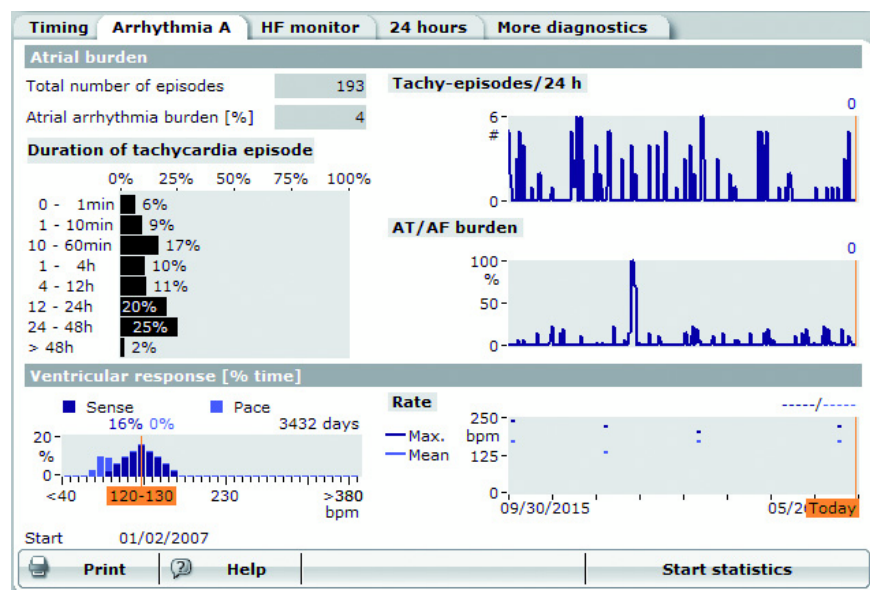 Timing Arrhythmia A HF monitor 24 hours More diagnostics
Atrial burden
Total number of episodes 193
Atrial arrhythmia burden [%] 4
Duration of tachycardia episode
0% 25% 50% 75% 100%
0 - 1min 6%
1 - 10min 9%
10 - 60min 17%
1 - 4h 10%
4 - 12h 11%
12 - 24h 20%
24 - 48h 25%
> 48h 2%
Tachy-episodes/24 h
0
6
#
0
AT/AF burden
0
100
%
50
0
Ventricular response [% time]
Sense Pace
16% 0% 3432 days
20
%
0
<40 120-130 230 >380
bpm
Rate
-----/-----
Max.
Mean
250
bpm
125
0
09/30/2015 05/2 Today
Start 01/02/2007
Print Help Start statistics